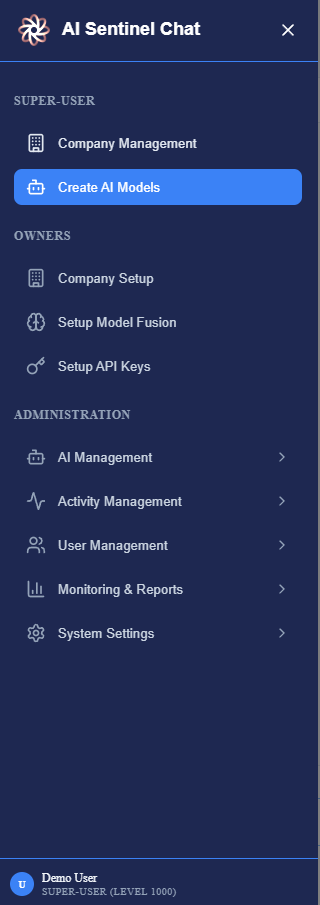 AI Sentinel Chat
SUPER-USER
Company Management
Create AI Models
OWNERS
Company Setup
Setup Model Fusion
Setup API Keys
ADMINISTRATION
AI Management
Activity Management
User Management
Monitoring & Reports
System Settings
U
Demo User
SUPER-USER (LEVEL 1000)